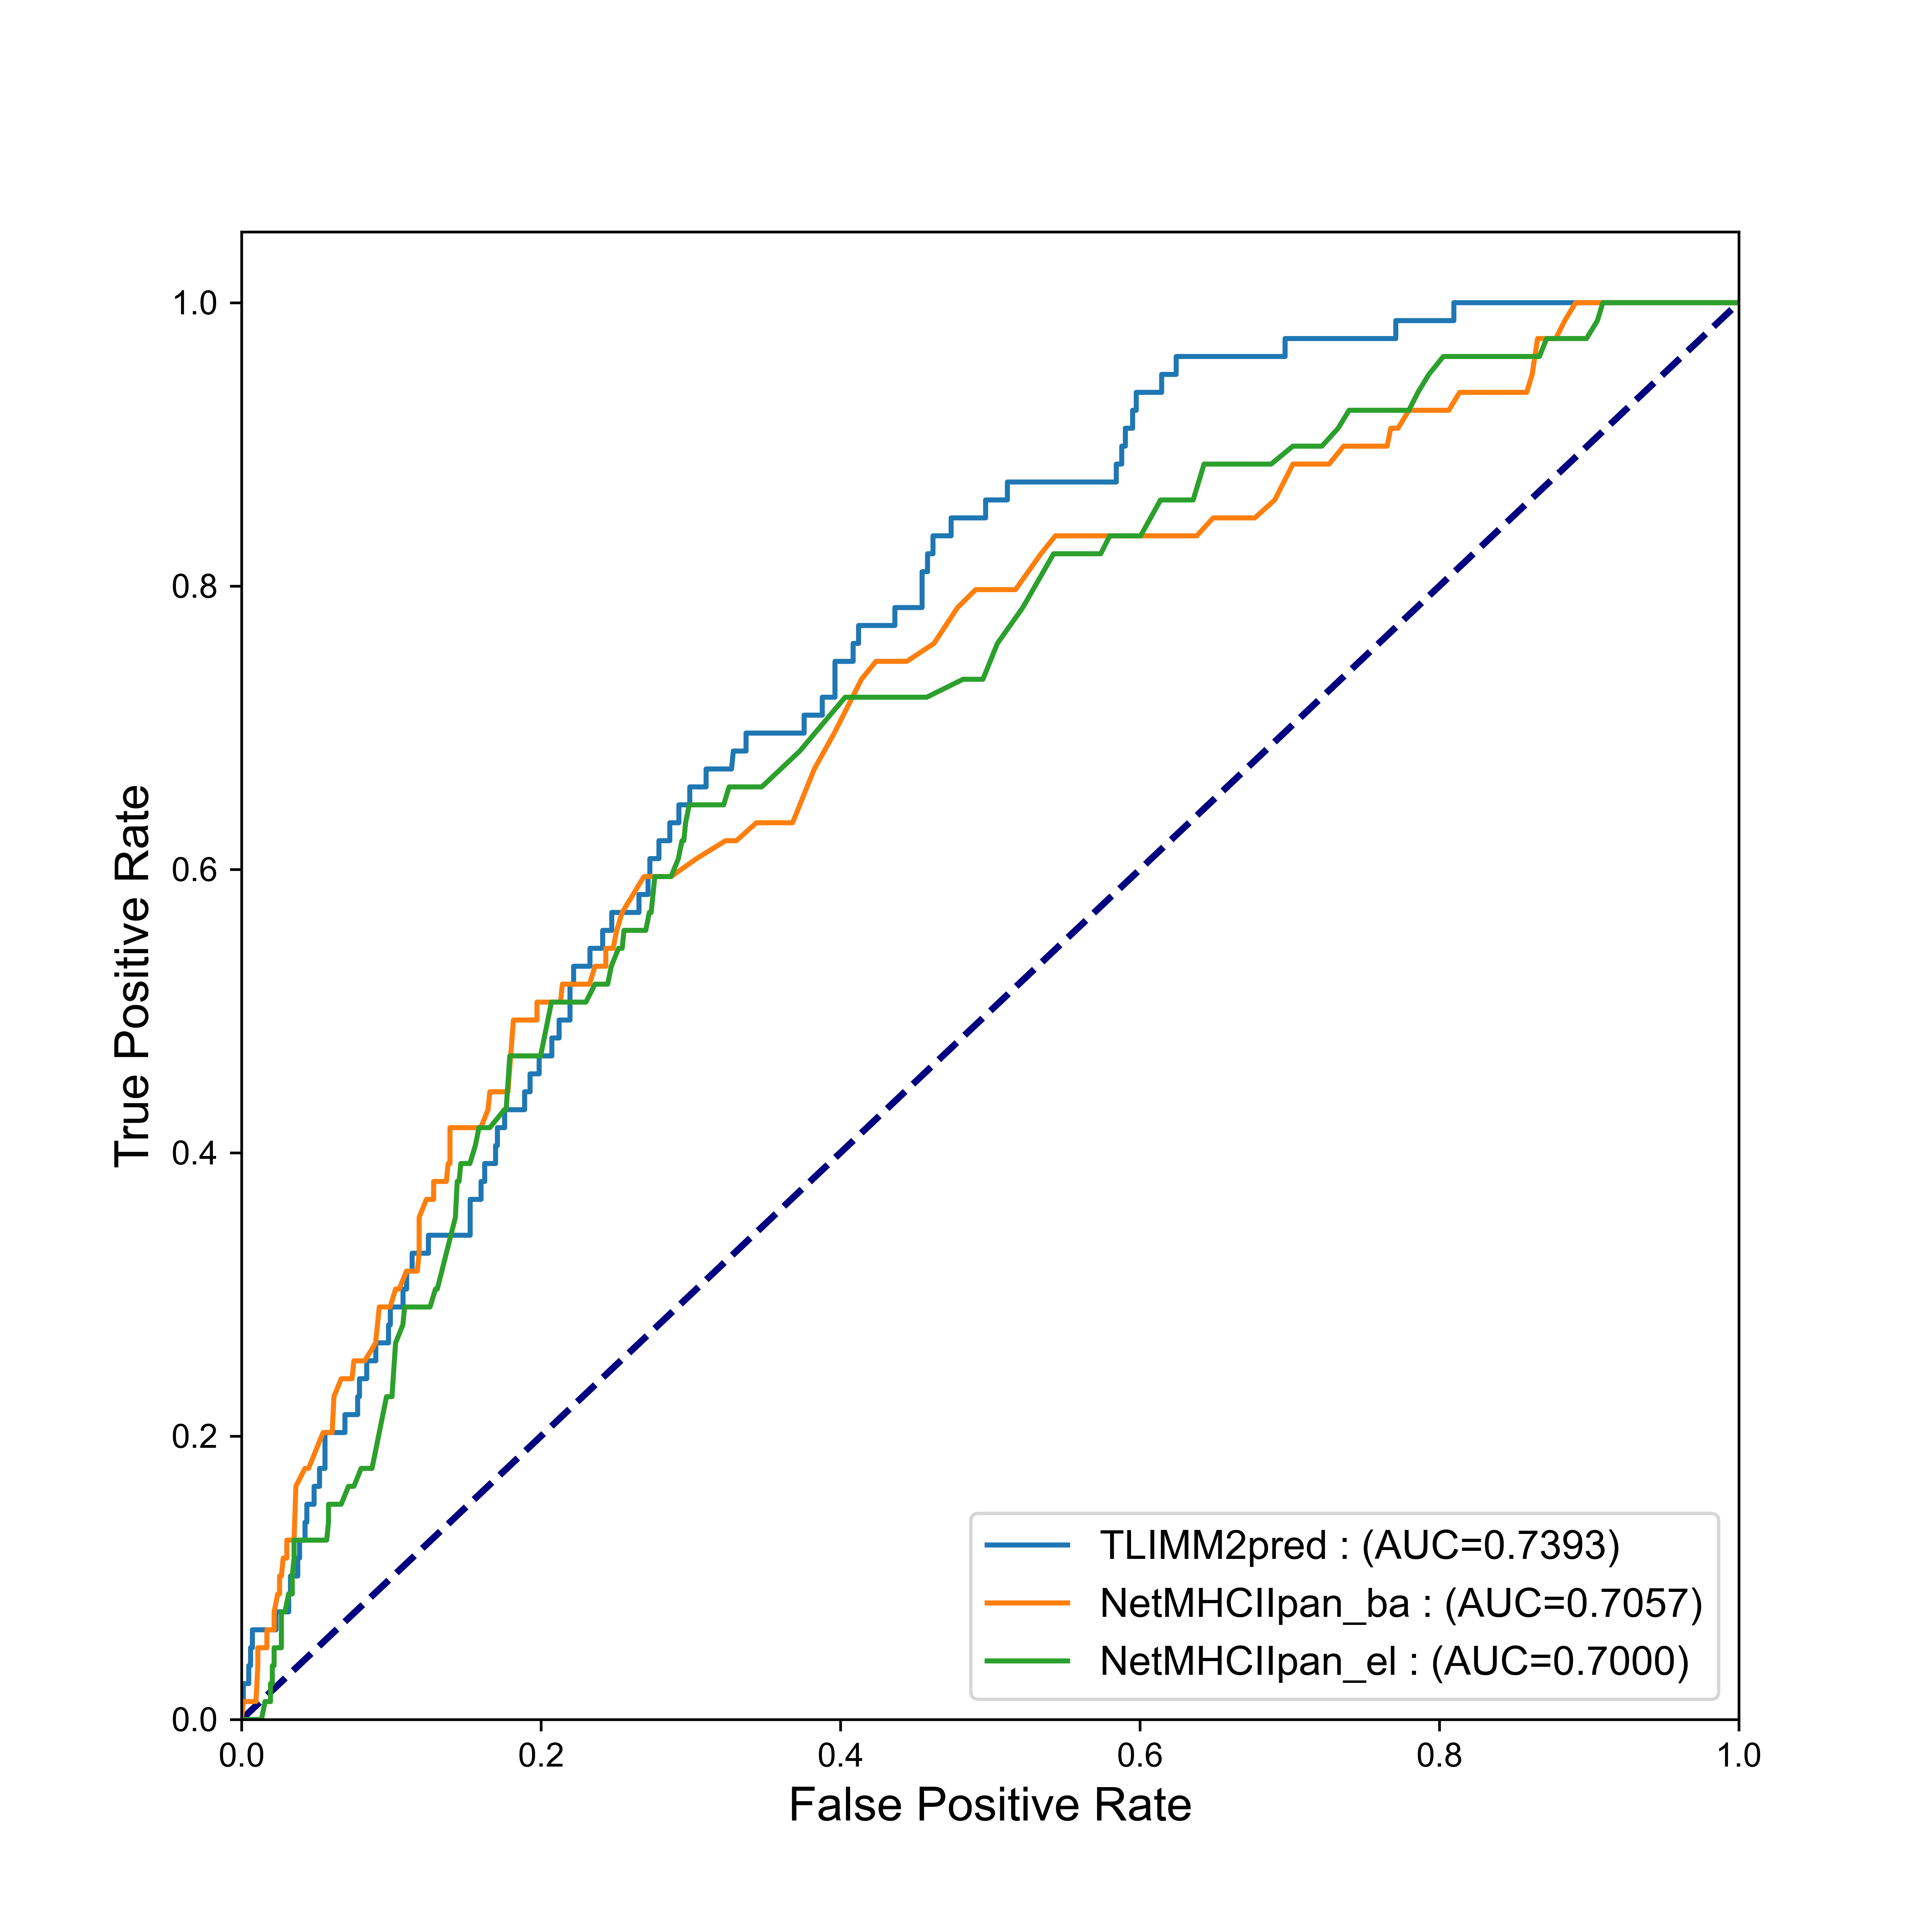 True Positive Rate
1.0
0.8
0.6
0.4
0.2
0.0
0.0 0.2 0.4 0.6 0.8 1.0
False Positive Rate
TLIMM2pred : (AUC=0.7393)
NetMHCIIpan_ba : (AUC=0.7057)
NetMHCIIpan_el : (AUC=0.7000)